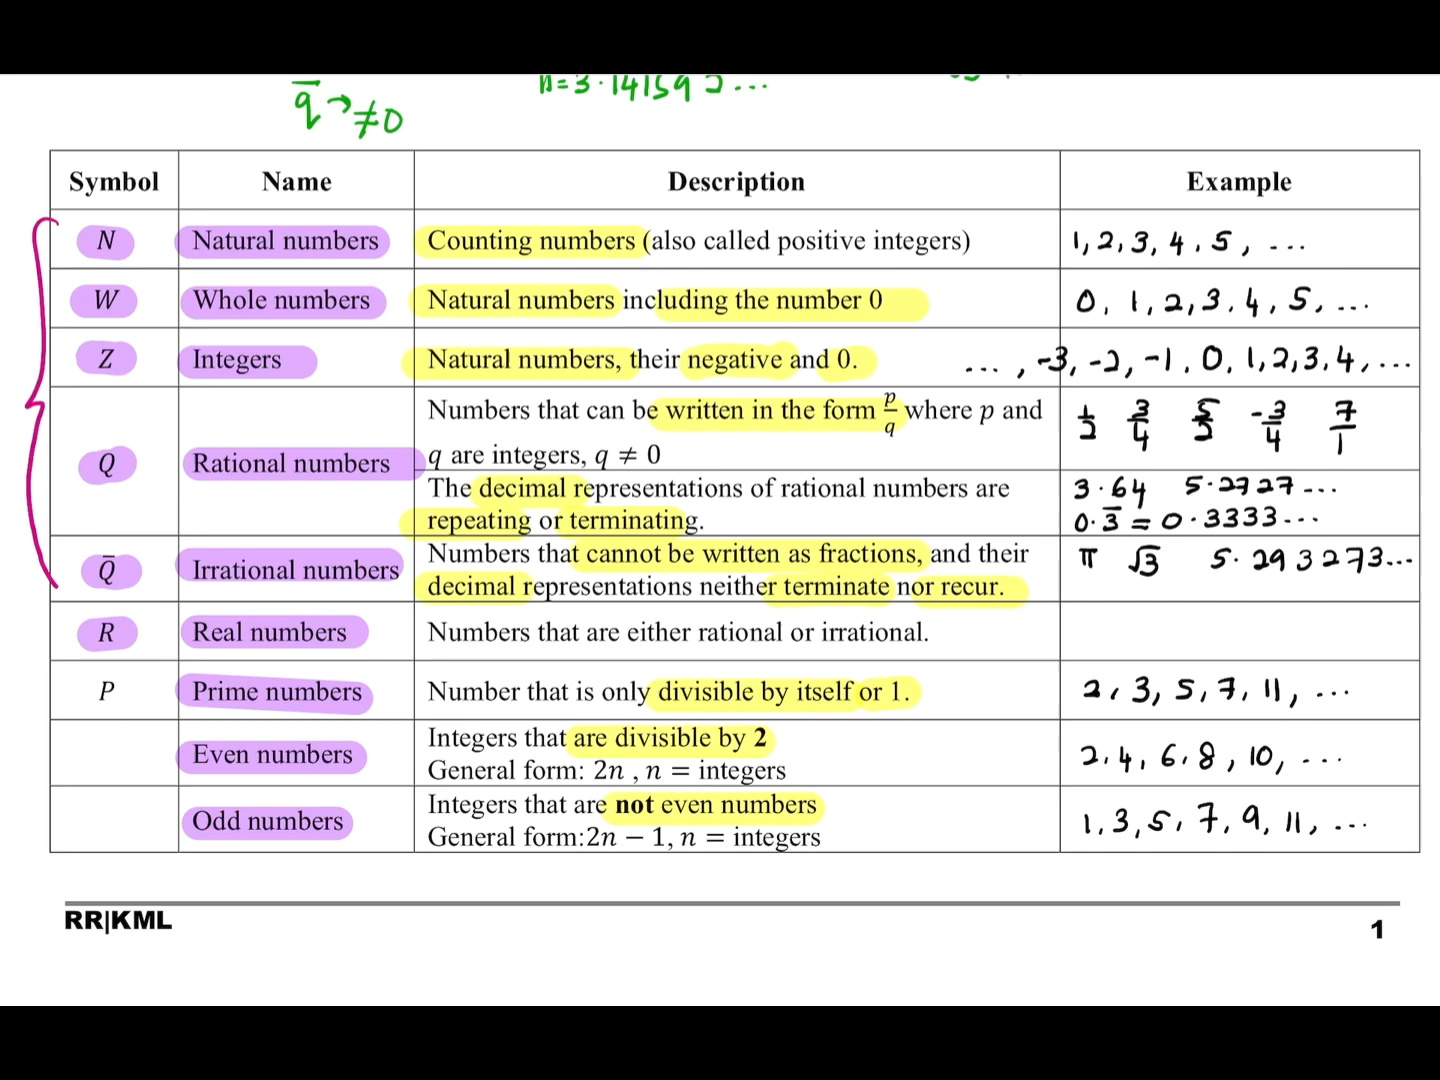 π=3.14159...
q → ≠0
Symbol Name Description Example
N Natural numbers Counting numbers (also called positive integers) 1, 2, 3, 4, 5, ...
W Whole numbers Natural numbers including the number 0 0, 1, 2, 3, 4, 5, ...
Z Integers Natural numbers, their negative and 0. ..., -3, -2, -1, 0, 1, 2, 3, 4, ...
Numbers that can be written in the form p/q where p and 1/2 3/4 5/2 -3/4 7/1
q are integers, q ≠ 0
Q Rational numbers
The decimal representations of rational numbers are 3.64 5.2727...
repeating or terminating. 0.3̅ = 0.3333...
Numbers that cannot be written as fractions, and their π √3 5.293273...
Q̅ Irrational numbers
decimal representations neither terminate nor recur.
R Real numbers Numbers that are either rational or irrational.
P Prime numbers Number that is only divisible by itself or 1. 2, 3, 5, 7, 11, ...
Integers that are divisible by 2
Even numbers 2, 4, 6, 8, 10, ...
General form: 2n , n = integers
Integers that are not even numbers
Odd numbers 1, 3, 5, 7, 9, 11, ...
General form:2n − 1, n = integers
RR|KML
1